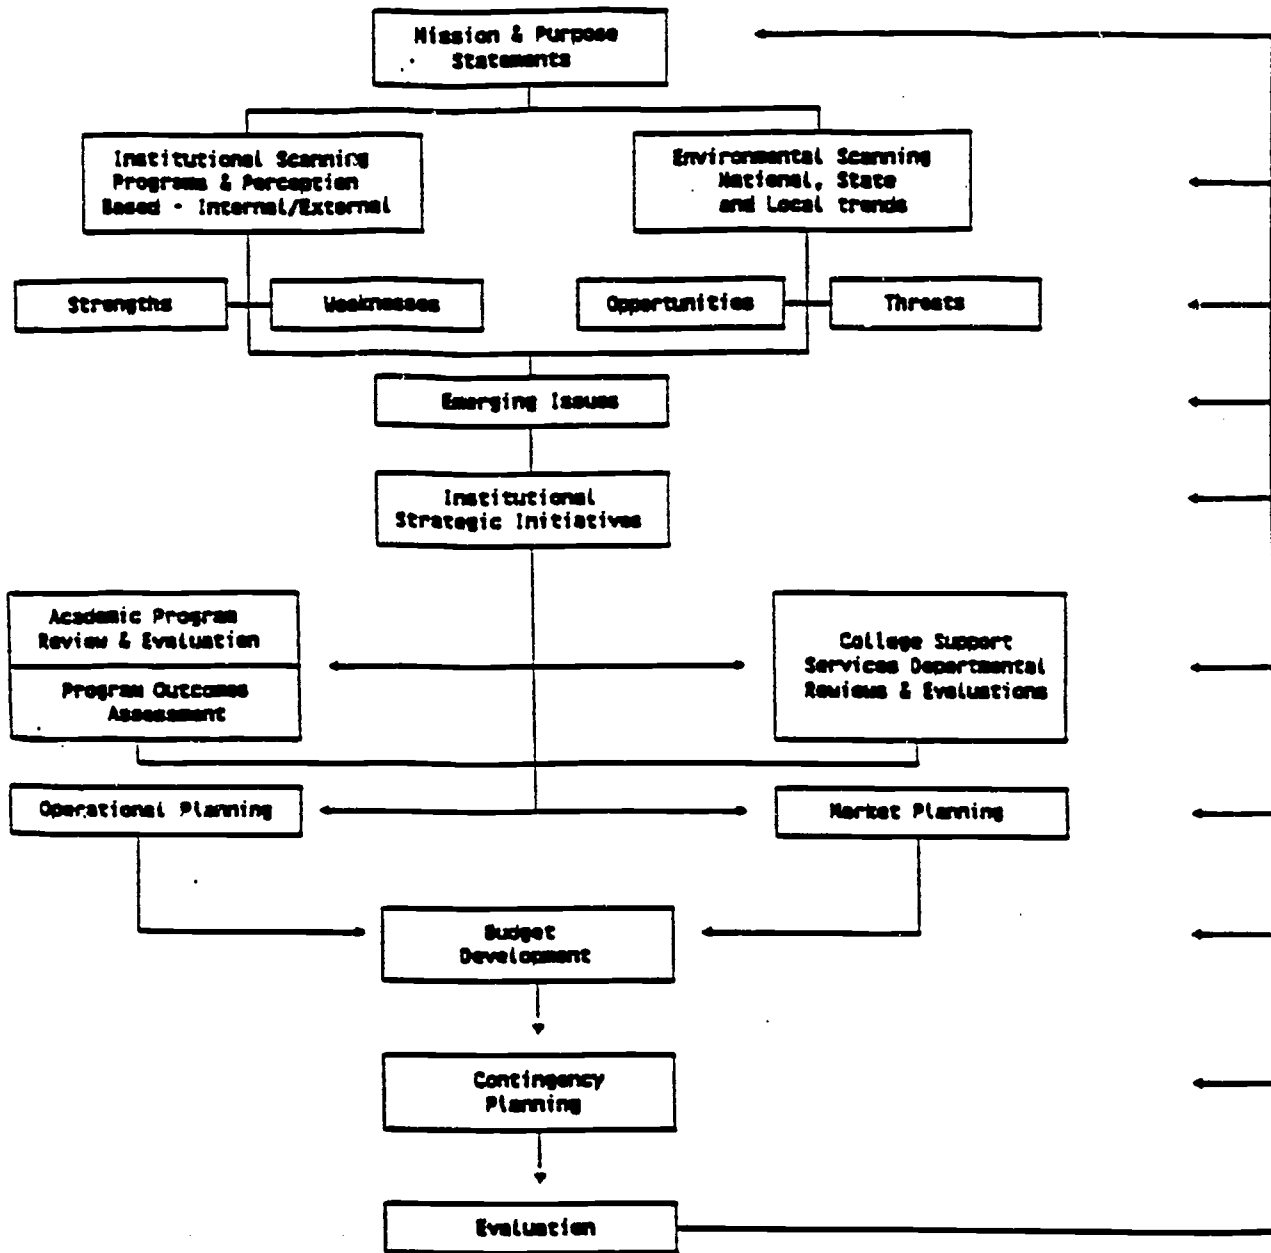 Mission & Purpose
Statements
Institutional Scanning
Programs & Perception
Based - Internal/External
Environmental Scanning
National, State
and Local trends
Strengths
Weaknesses
Opportunities
Threats
Emerging Issues
Institutional
Strategic Initiatives
Academic Program
Review & Evaluation
Program Outcomes
Assessment
College Support
Services Departmental
Reviews & Evaluations
Operational Planning
Market Planning
Budget
Development
Contingency
Planning
Evaluation